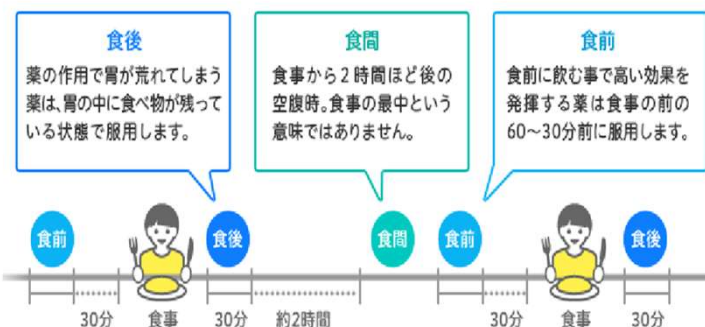 食後
薬の作用で胃が荒れてしまう
薬は、胃の中に食べ物が残って
いる状態で服用します。
食間
食事から2時間ほど後の
空腹時。食事の最中という
意味ではありません。
食前
食前に飲む事で高い効果を
発揮する薬は食事の前の
60〜30分前に服用します。
食前
食後
食間
食前
食後
30分
食事
30分
約2時間
30分
食事
30分